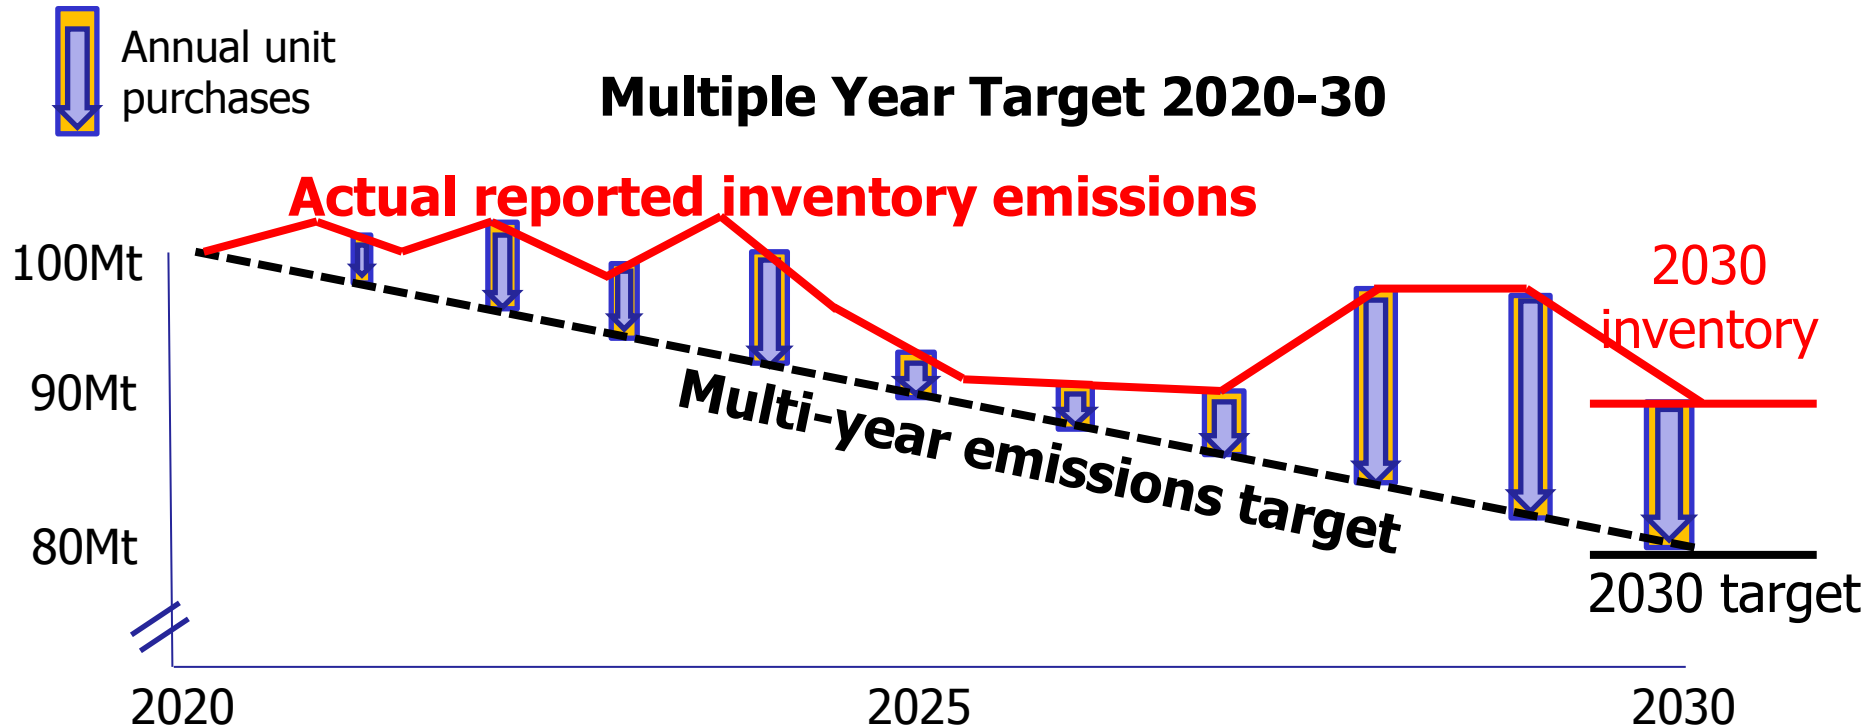 Annual unit
purchases
Multiple Year Target 2020-30
Actual reported inventory emissions
100Mt
90Mt
80Mt
2030
inventory
Multi-year emissions target
2030 target
2020
2025
2030